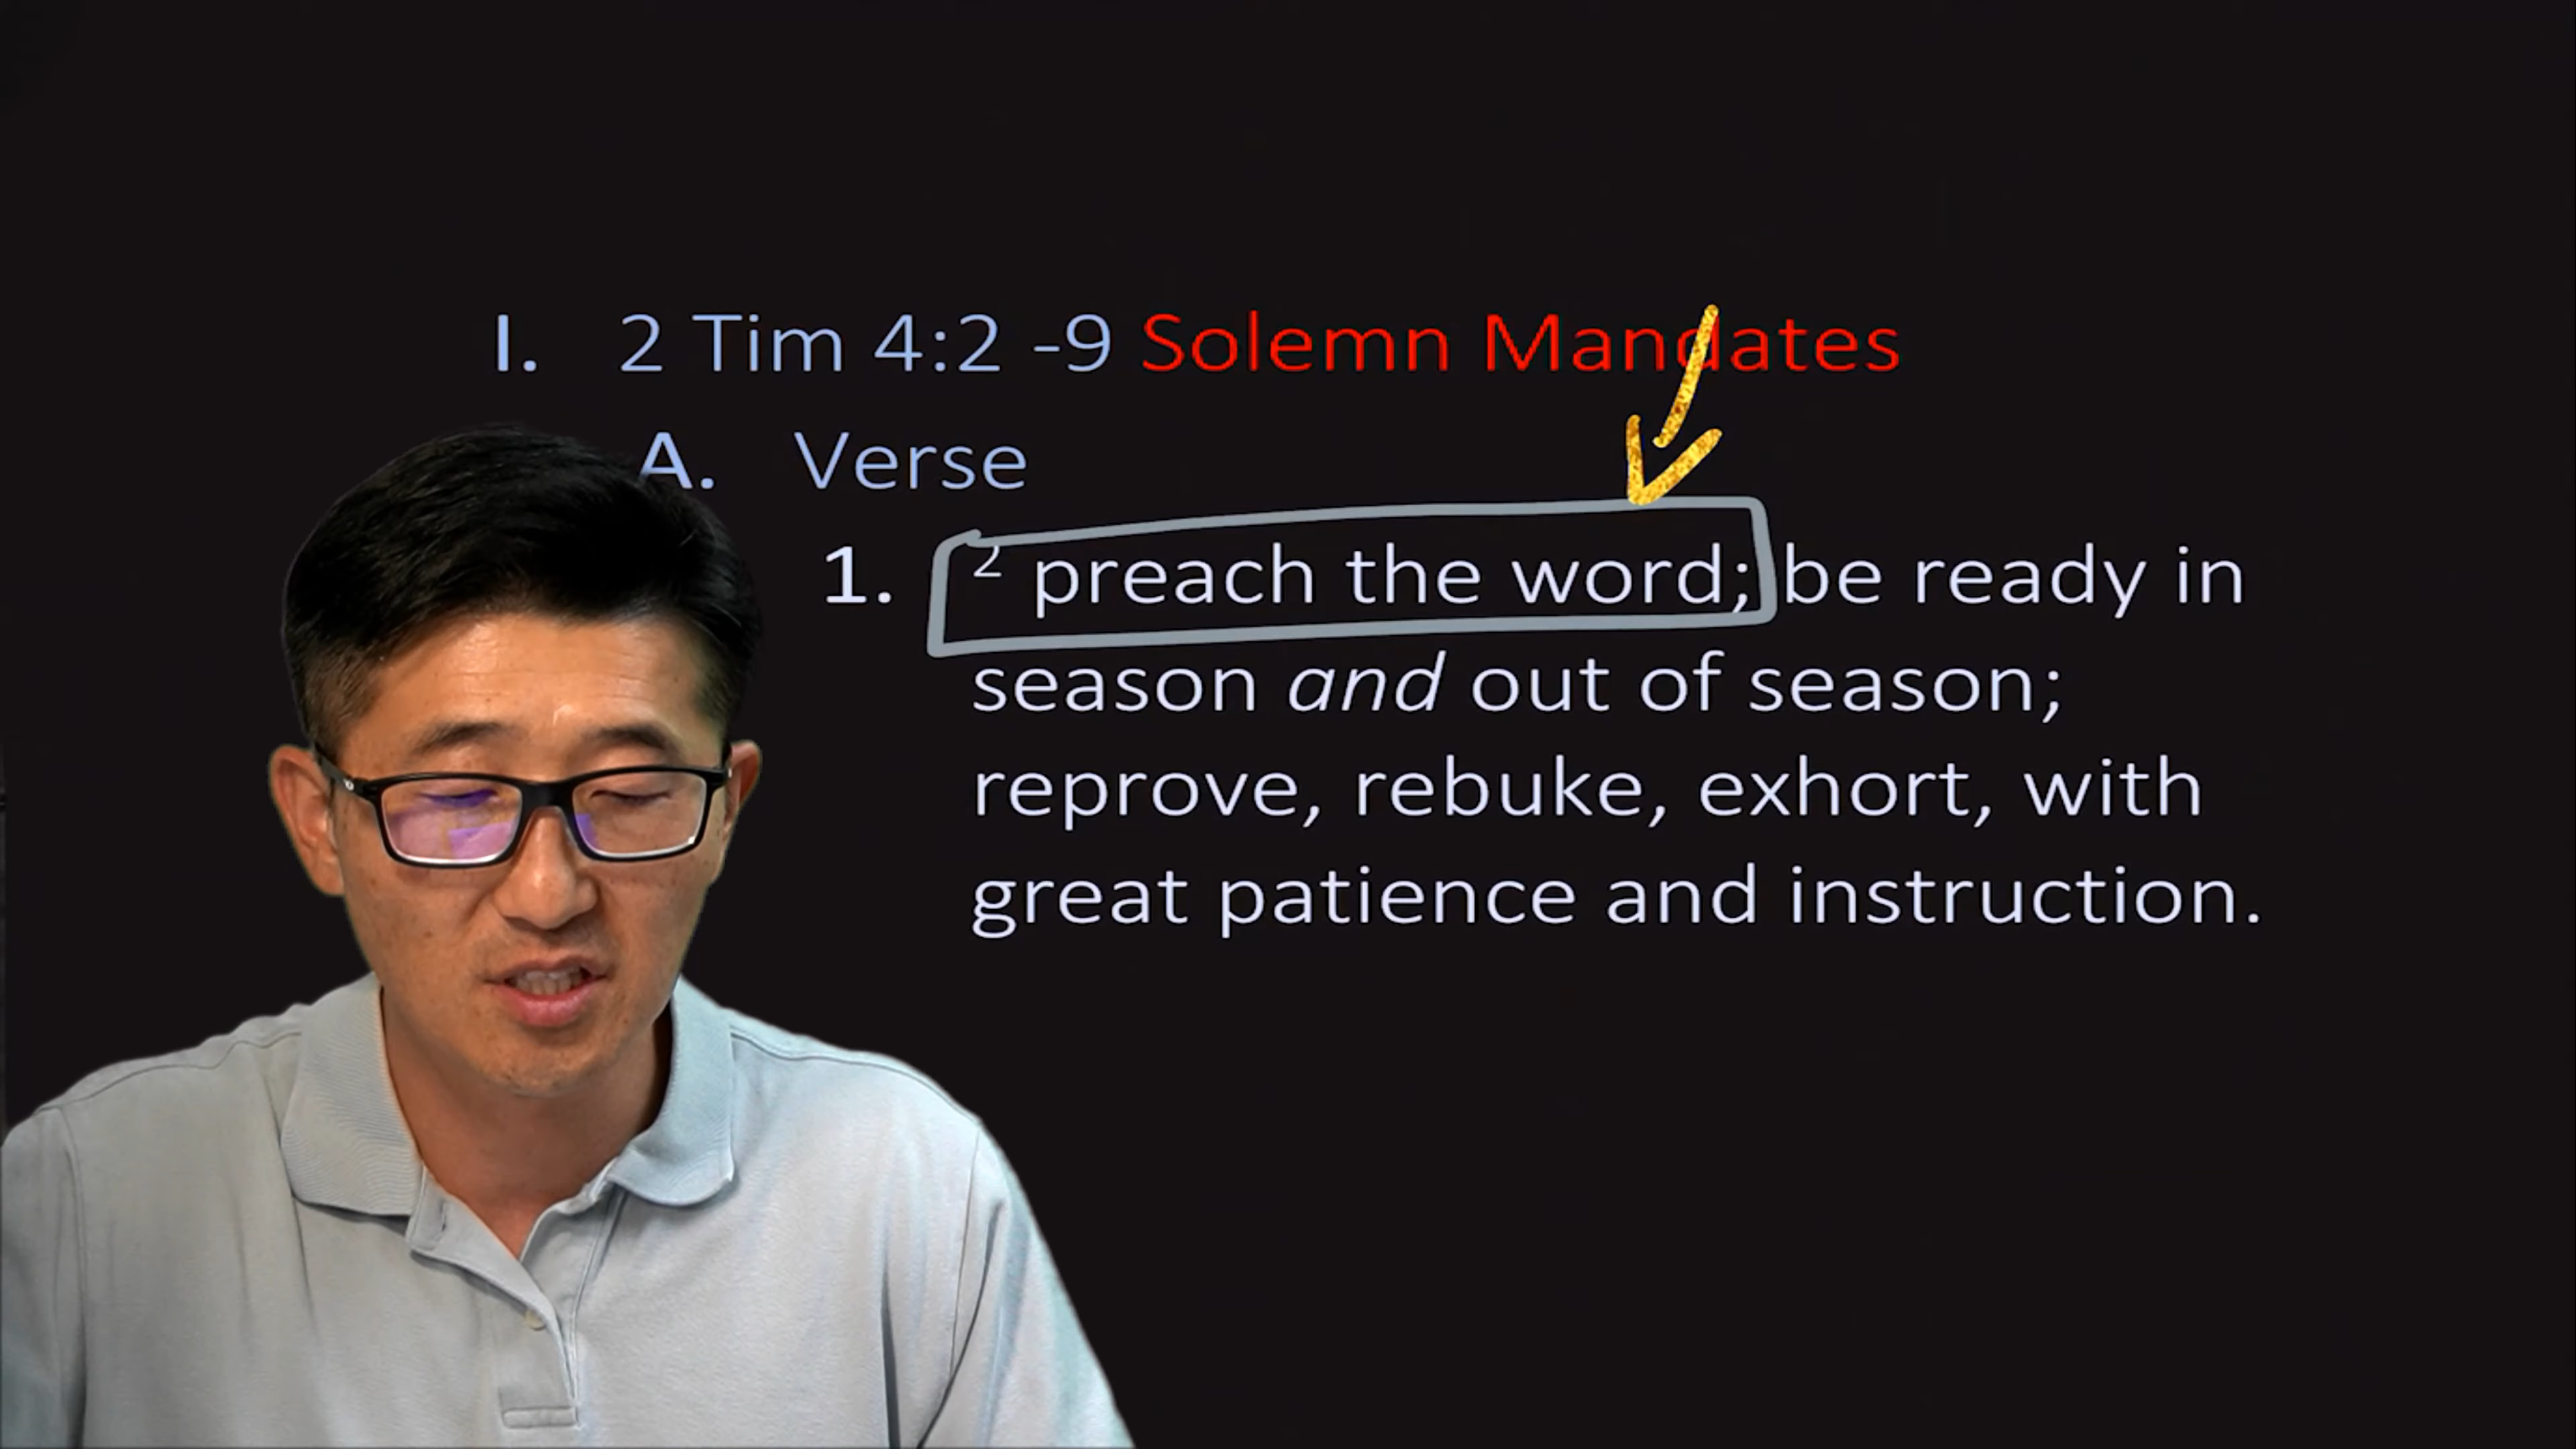 I. 2 Tim 4:2 -9 Solemn Mandates
A. Verse
1. ² preach the word; be ready in
season and out of season;
reprove, rebuke, exhort, with
great patience and instruction.